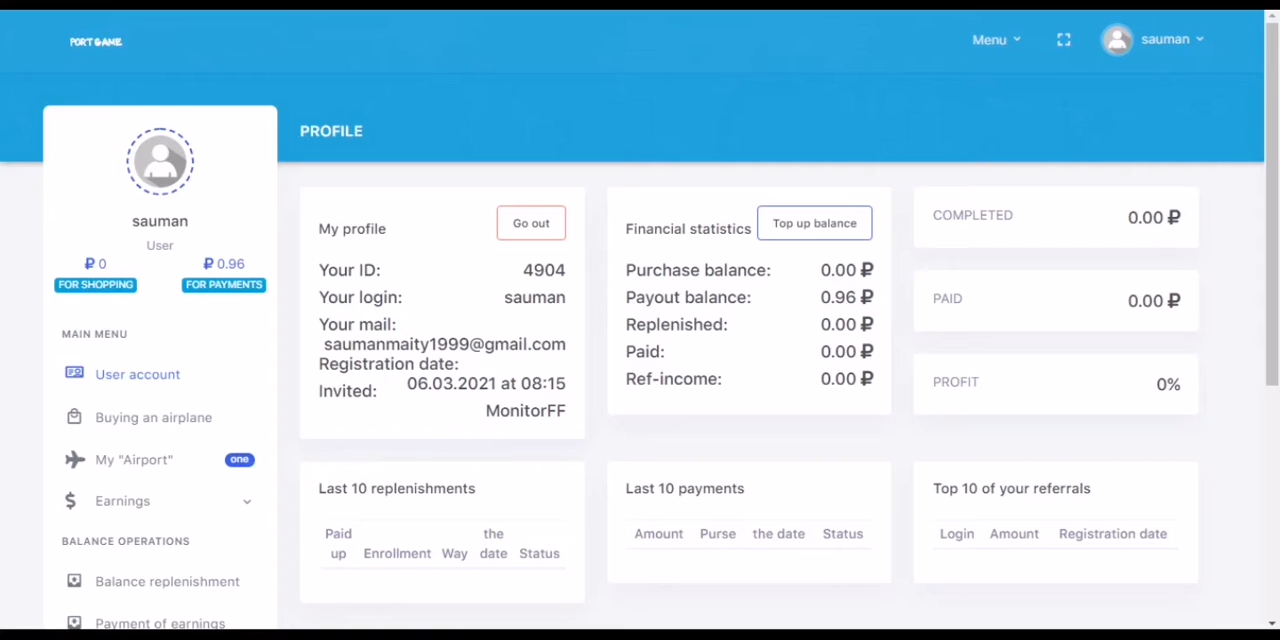 PORT GAME
Menu
sauman
PROFILE
sauman
User
₽ 0
₽ 0.96
FOR SHOPPING
FOR PAYMENTS
MAIN MENU
User account
Buying an airplane
My "Airport"
one
Earnings
BALANCE OPERATIONS
Balance replenishment
Payment of earnings
My profile
Go out
Your ID: 4904
Your login: sauman
Your mail:
saumanmaity1999@gmail.com
Registration date:
06.03.2021 at 08:15
Invited:
MonitorFF
Financial statistics
Top up balance
Purchase balance: 0.00 ₽
Payout balance: 0.96 ₽
Replenished: 0.00 ₽
Paid: 0.00 ₽
Ref-income: 0.00 ₽
COMPLETED 0.00 ₽
PAID 0.00 ₽
PROFIT 0%
Last 10 replenishments
Paid up Enrollment Way the date Status
Last 10 payments
Amount Purse the date Status
Top 10 of your referrals
Login Amount Registration date